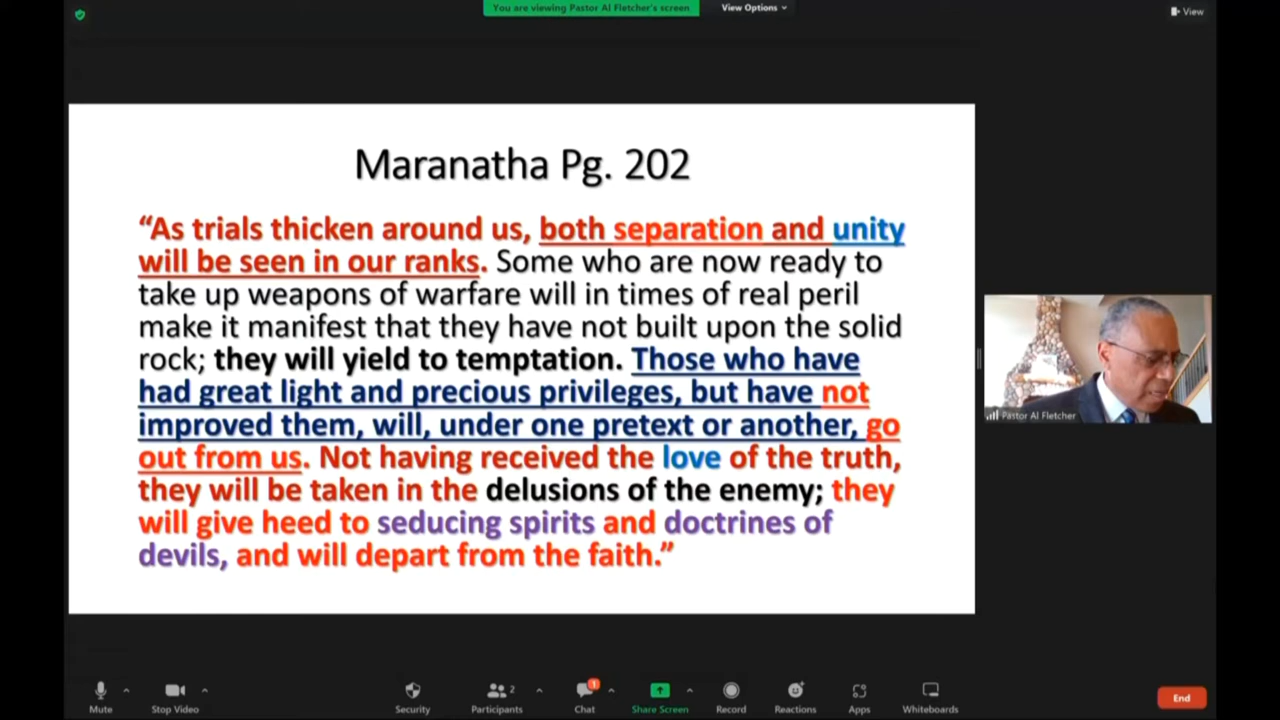 You are viewing Pastor Al Fletcher's screen
View Options
View
Maranatha Pg. 202
“As trials thicken around us, both separation and unity
will be seen in our ranks. Some who are now ready to
take up weapons of warfare will in times of real peril
make it manifest that they have not built upon the solid
rock; they will yield to temptation. Those who have
had great light and precious privileges, but have not
improved them, will, under one pretext or another, go
out from us. Not having received the love of the truth,
they will be taken in the delusions of the enemy; they
will give heed to seducing spirits and doctrines of
devils, and will depart from the faith.”
Pastor Al Fletcher
2
1
Mute
Stop Video
Security
Participants
Chat
Share Screen
Record
Reactions
Apps
Whiteboards
End